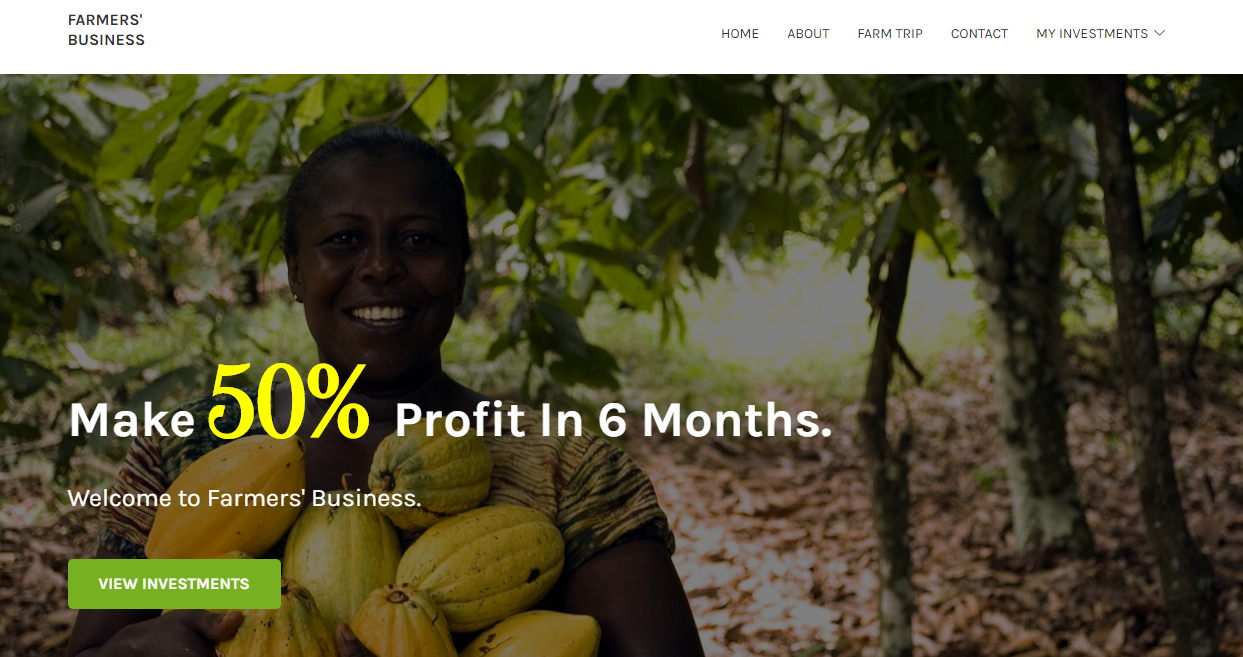 FARMERS'
BUSINESS
HOME ABOUT FARM TRIP CONTACT MY INVESTMENTS
Make 50% Profit In 6 Months.
Welcome to Farmers' Business.
VIEW INVESTMENTS